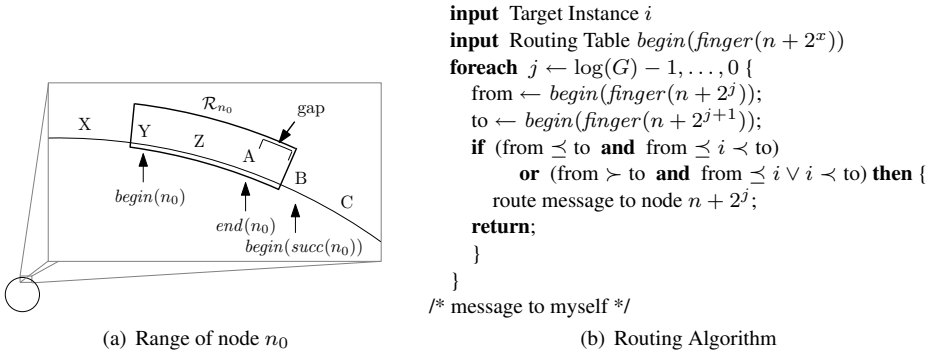 X
Y
Z
A
B
C
R_{n_0}
gap
begin(n_0)
end(n_0)
begin(succ(n_0))
(a) Range of node n_0
input Target Instance i
input Routing Table begin(finger(n + 2^x))
foreach j ← log(G) − 1, . . . , 0 {
from ← begin(finger(n + 2^j));
to ← begin(finger(n + 2^{j+1}));
if (from ⪯ to and from ⪯ i ≺ to)
or (from ≻ to and from ⪯ i ∨ i ≺ to) then {
route message to node n + 2^j;
return;
}
}
/* message to myself */
(b) Routing Algorithm